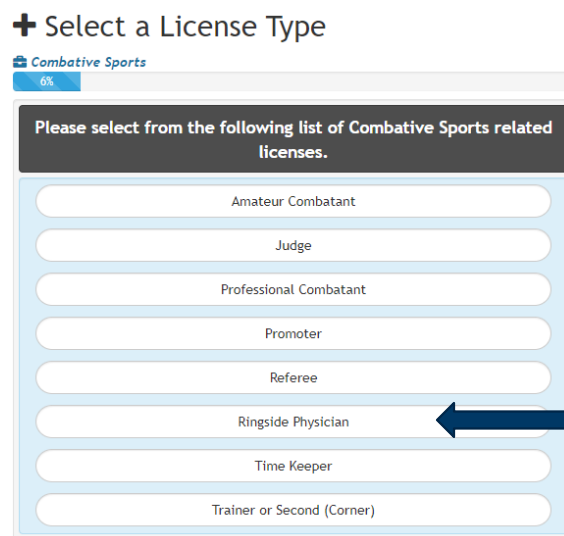 Select a License Type
Combative Sports
6%
Please select from the following list of Combative Sports related
licenses.
Amateur Combatant
Judge
Professional Combatant
Promoter
Referee
Ringside Physician
Time Keeper
Trainer or Second (Corner)